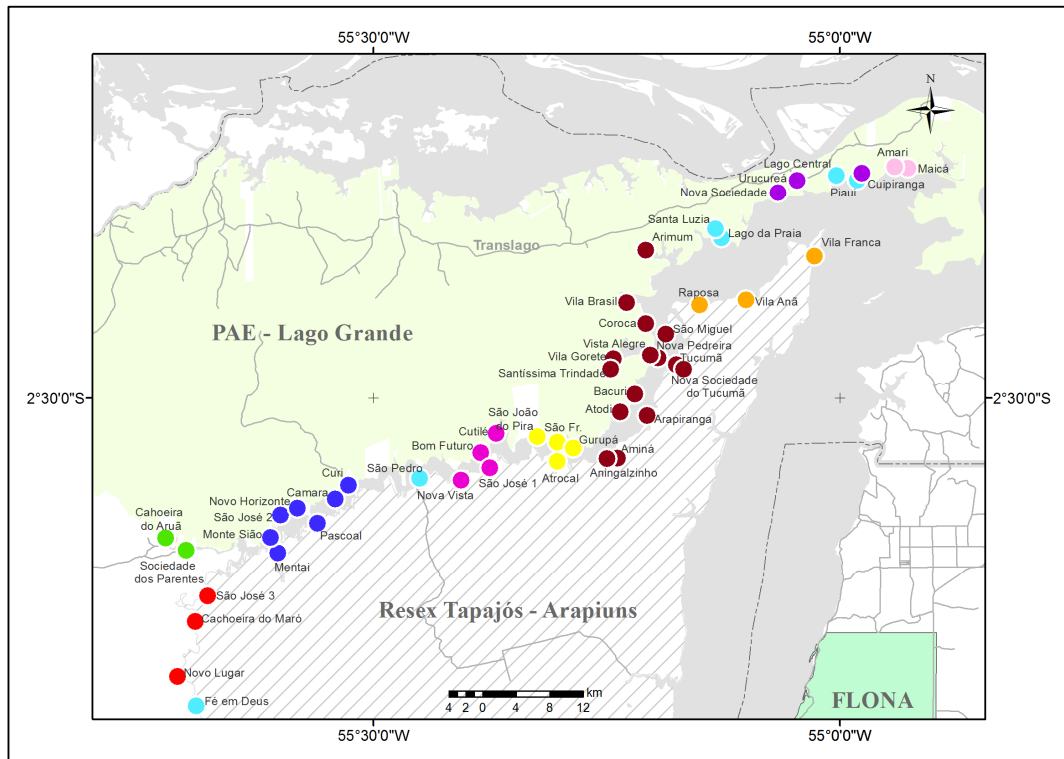 55°30'0"W
55°0'0"W
N
Amari
Lago Central
Maicá
Urucureá
Cuipiranga
Nova Sociedade
Piauí
Santa Luzia
Lago da Praia
Vila Franca
Translago
Arimum
Raposa
Vila Brasil
Vila Anã
PAE - Lago Grande
Coroca
São Miguel
Vista Alegre
Nova Pedreira
Vila Gorete
Tucumã
Santíssima Trindade
Nova Sociedade
do Tucumã
Bacuri
2°30'0"S
2°30'0"S
Atodi
São João
do Pira
Arapiranga
São Fr.
Cutilé
Gurupá
Bom Futuro
Aminá
Aningalzinho
São Pedro
Atrocal
Curi
São José 1
Camara
Nova Vista
Novo Horizonte
Cahoeira
do Aruã
São José 2
Monte Sião
Pascoal
Sociedade
dos Parentes
Mentai
São José 3
Resex Tapajós - Arapiuns
Cachoeira do Maró
Novo Lugar
km
Fé em Deus
4 2 0 4 8 12
FLONA
55°30'0"W
55°0'0"W